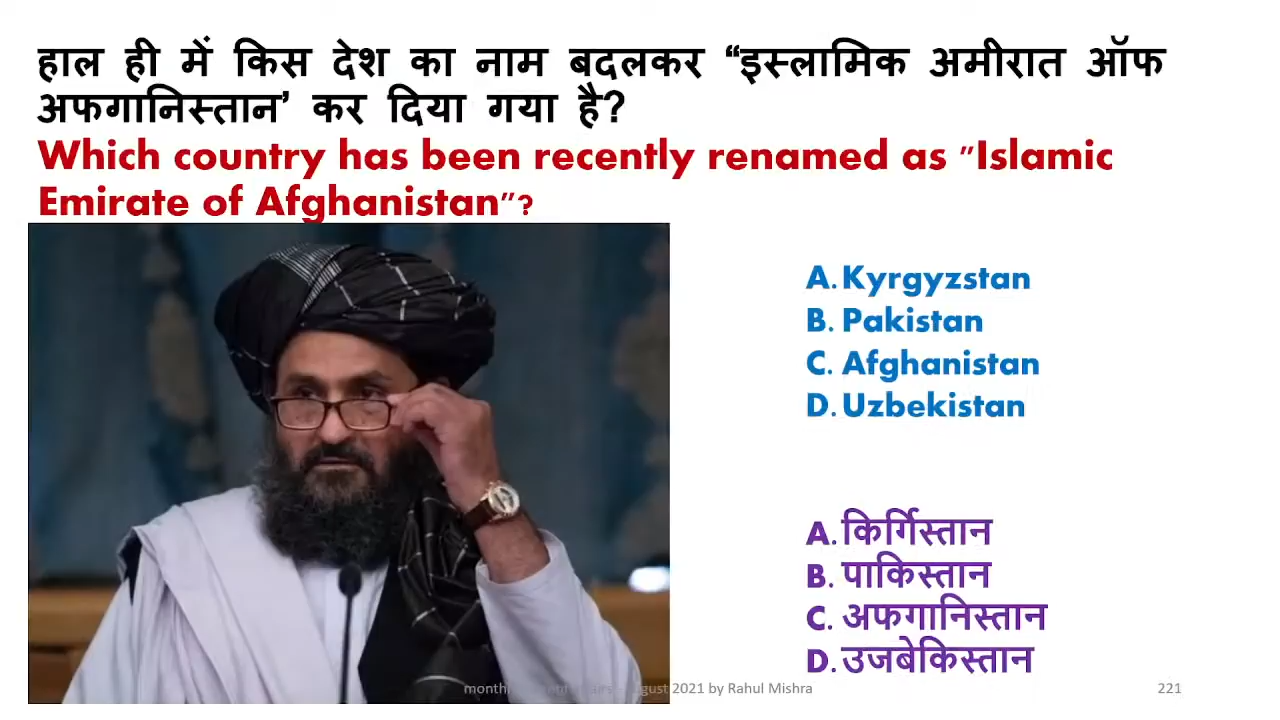 हाल ही में किस देश का नाम बदलकर “इस्लामिक अमीरात ऑफ
अफगानिस्तान’ कर दिया गया है?
Which country has been recently renamed as "Islamic
Emirate of Afghanistan"?
A. Kyrgyzstan
B. Pakistan
C. Afghanistan
D. Uzbekistan
A. किर्गिस्तान
B. पाकिस्तान
C. अफगानिस्तान
D. उजबेकिस्तान
2021 by Rahul Mishra
221